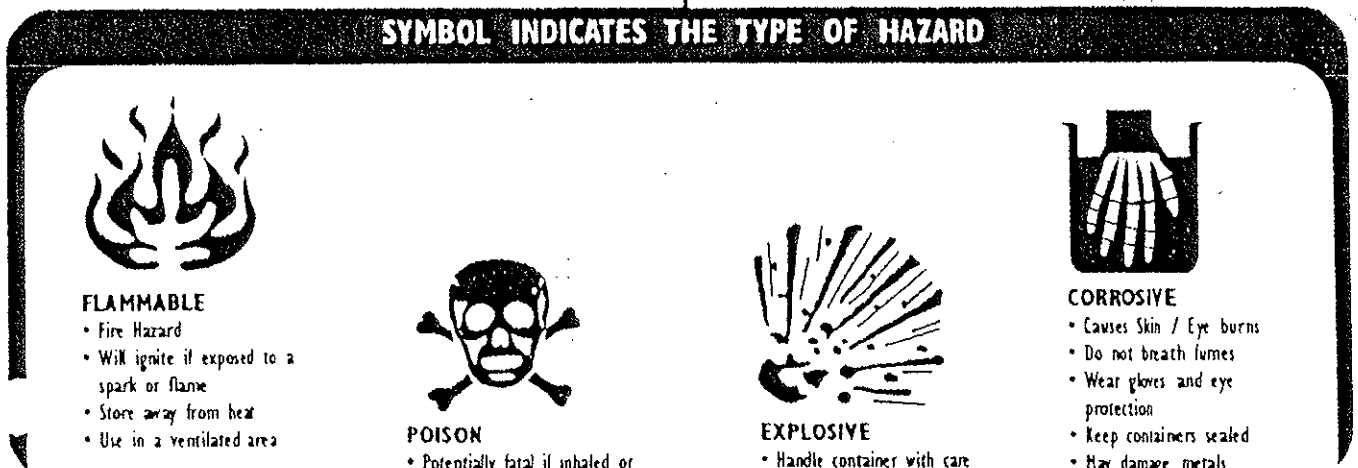 SYMBOL INDICATES THE TYPE OF HAZARD
FLAMMABLE
• Fire Hazard
• Will ignite if exposed to a
spark or flame
• Store away from heat
• Use in a ventilated area
POISON
• Potentially fatal if inhaled or
EXPLOSIVE
• Handle container with care
CORROSIVE
• Causes Skin / Eye burns
• Do not breath fumes
• Wear gloves and eye
protection
• Keep containers sealed
• May damage metals